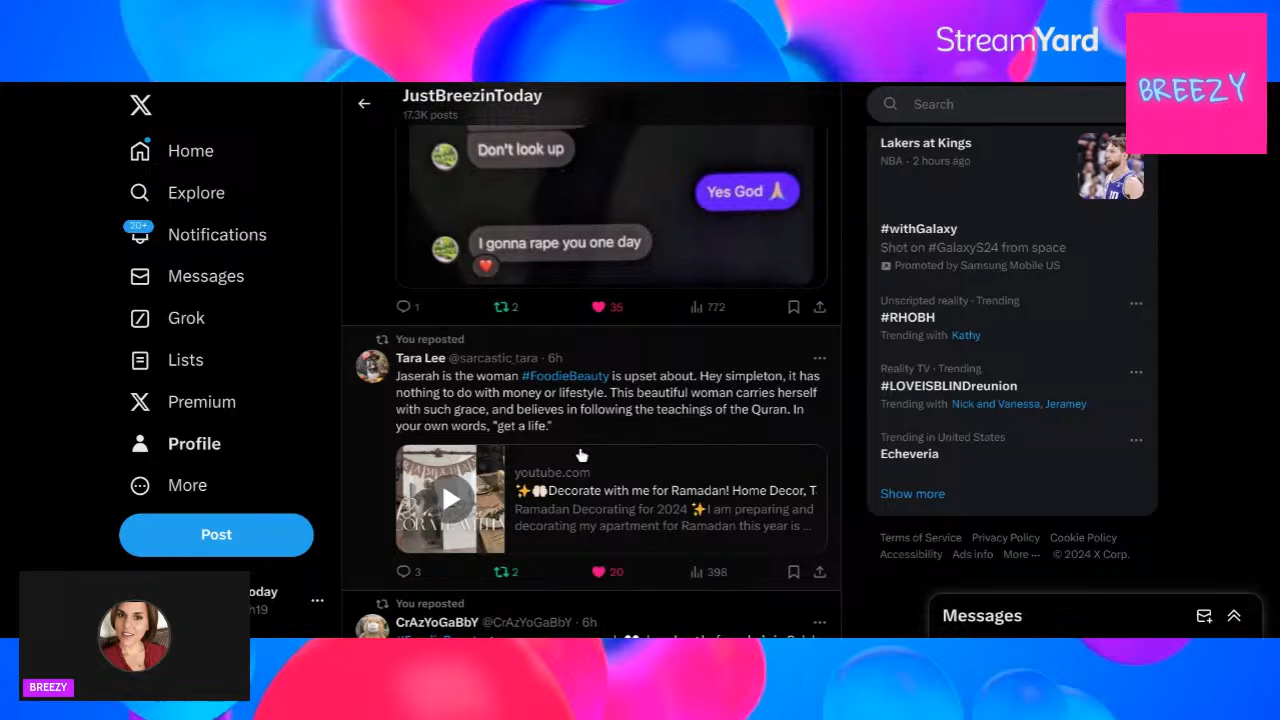 StreamYard
BREEZY
JustBreezinToday
17.3K posts
Search
Home
Explore
20+
Notifications
Messages
Grok
Lists
Premium
Profile
More
Post
oday
h19
Don't look up
Yes God 🙏
I gonna rape you one day
1
2
35
772
You reposted
Tara Lee @sarcastic_tara · 6h
Jaserah is the woman #FoodieBeauty is upset about. Hey simpleton, it has
nothing to do with money or lifestyle. This beautiful woman carries herself
with such grace, and believes in following the teachings of the Quran. In
your own words, "get a life."
youtube.com
✨🤲🏻Decorate with me for Ramadan! Home Decor, T
Ramadan Decorating for 2024 ✨I am preparing and
decorating my apartment for Ramadan this year is ...
3
2
20
398
You reposted
CrAzYoGaBbY @CrAzYoGaBbY · 6h
Lakers at Kings
NBA · 2 hours ago
#withGalaxy
Shot on #GalaxyS24 from space
Promoted by Samsung Mobile US
Unscripted reality · Trending
#RHOBH
Trending with Kathy
Reality TV · Trending
#LOVEISBLINDreunion
Trending with Nick and Vanessa, Jeramey
Trending in United States
Echeveria
Show more
Terms of Service Privacy Policy Cookie Policy
Accessibility Ads info More ··· © 2024 X Corp.
Messages
BREEZY